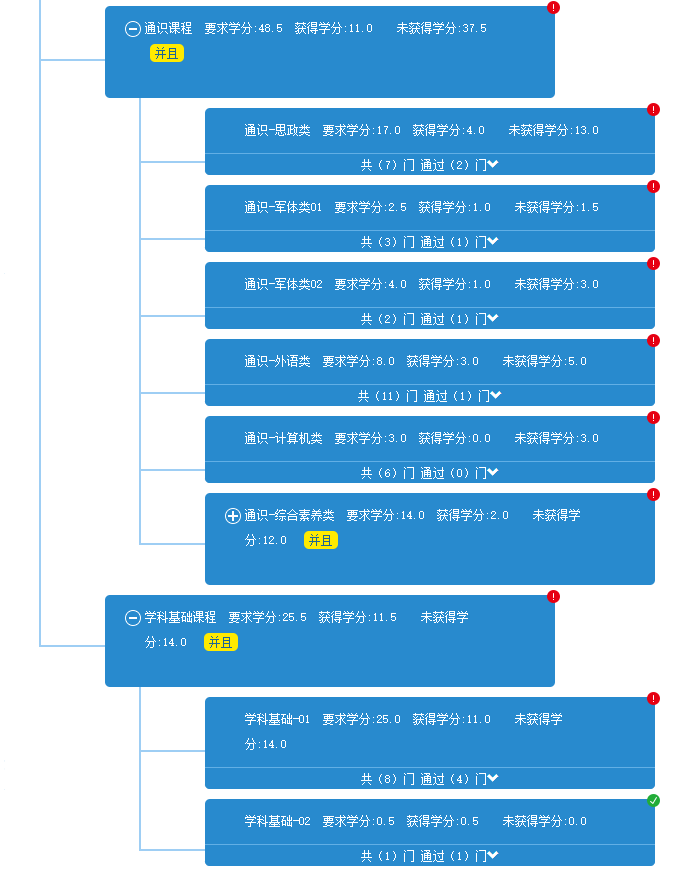 通识课程 要求学分:48.5 获得学分:11.0 未获得学分:37.5
并且
通识-思政类 要求学分:17.0 获得学分:4.0 未获得学分:13.0
共（7）门 通过（2）门
通识-军体类01 要求学分:2.5 获得学分:1.0 未获得学分:1.5
共（3）门 通过（1）门
通识-军体类02 要求学分:4.0 获得学分:1.0 未获得学分:3.0
共（2）门 通过（1）门
通识-外语类 要求学分:8.0 获得学分:3.0 未获得学分:5.0
共（11）门 通过（1）门
通识-计算机类 要求学分:3.0 获得学分:0.0 未获得学分:3.0
共（6）门 通过（0）门
通识-综合素养类 要求学分:14.0 获得学分:2.0 未获得学
分:12.0 并且
学科基础课程 要求学分:25.5 获得学分:11.5 未获得学
分:14.0 并且
学科基础-01 要求学分:25.0 获得学分:11.0 未获得学
分:14.0
共（8）门 通过（4）门
学科基础-02 要求学分:0.5 获得学分:0.5 未获得学分:0.0
共（1）门 通过（1）门